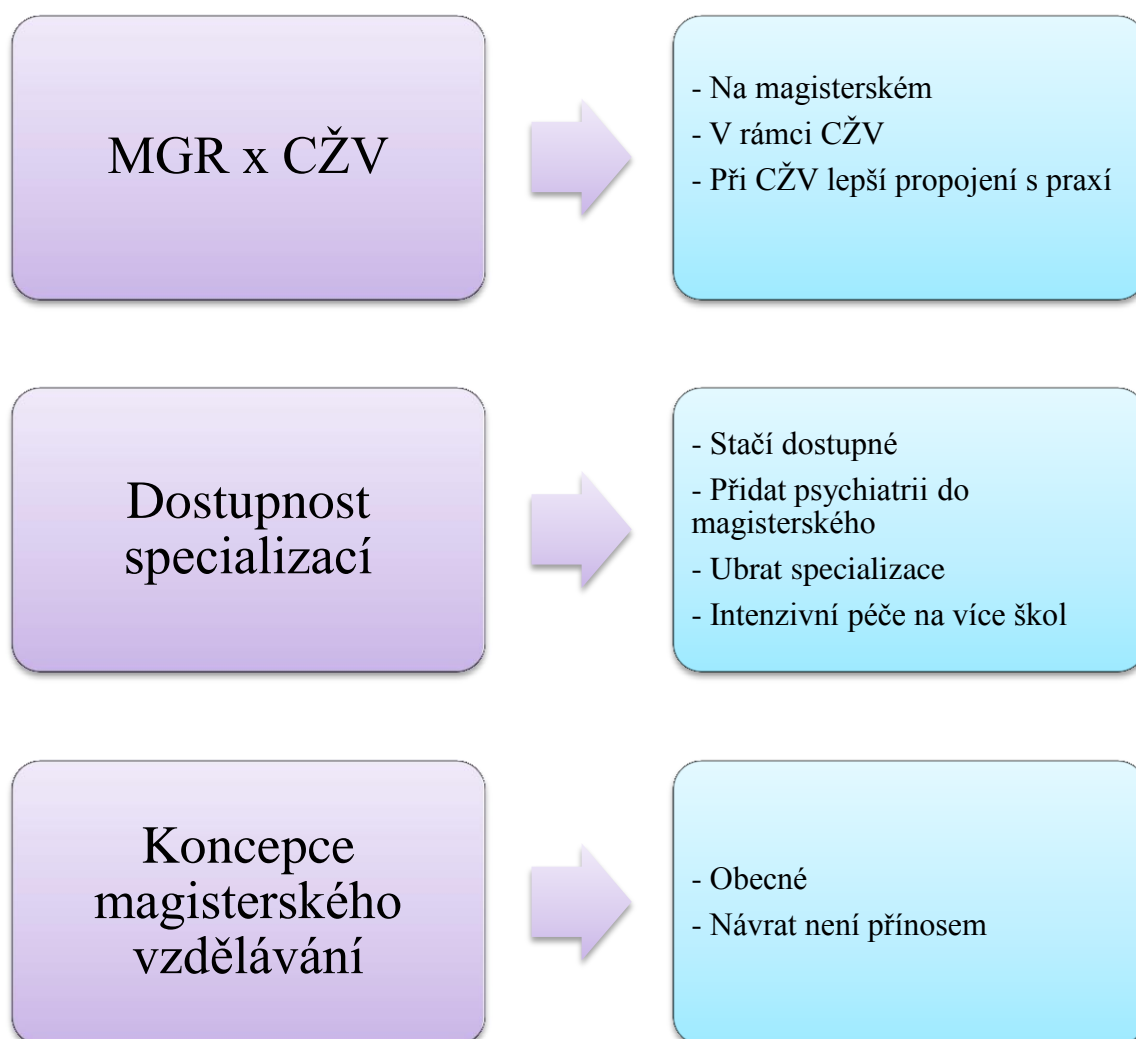 MGR x CŽV
- Na magisterském
- V rámci CŽV
- Při CŽV lepší propojení s praxí
Dostupnost
specializací
- Stačí dostupné
- Přidat psychiatrii do
magisterského
- Ubrat specializace
- Intenzivní péče na více škol
Koncepce
magisterského
vzdělávání
- Obecné
- Návrat není přínosem